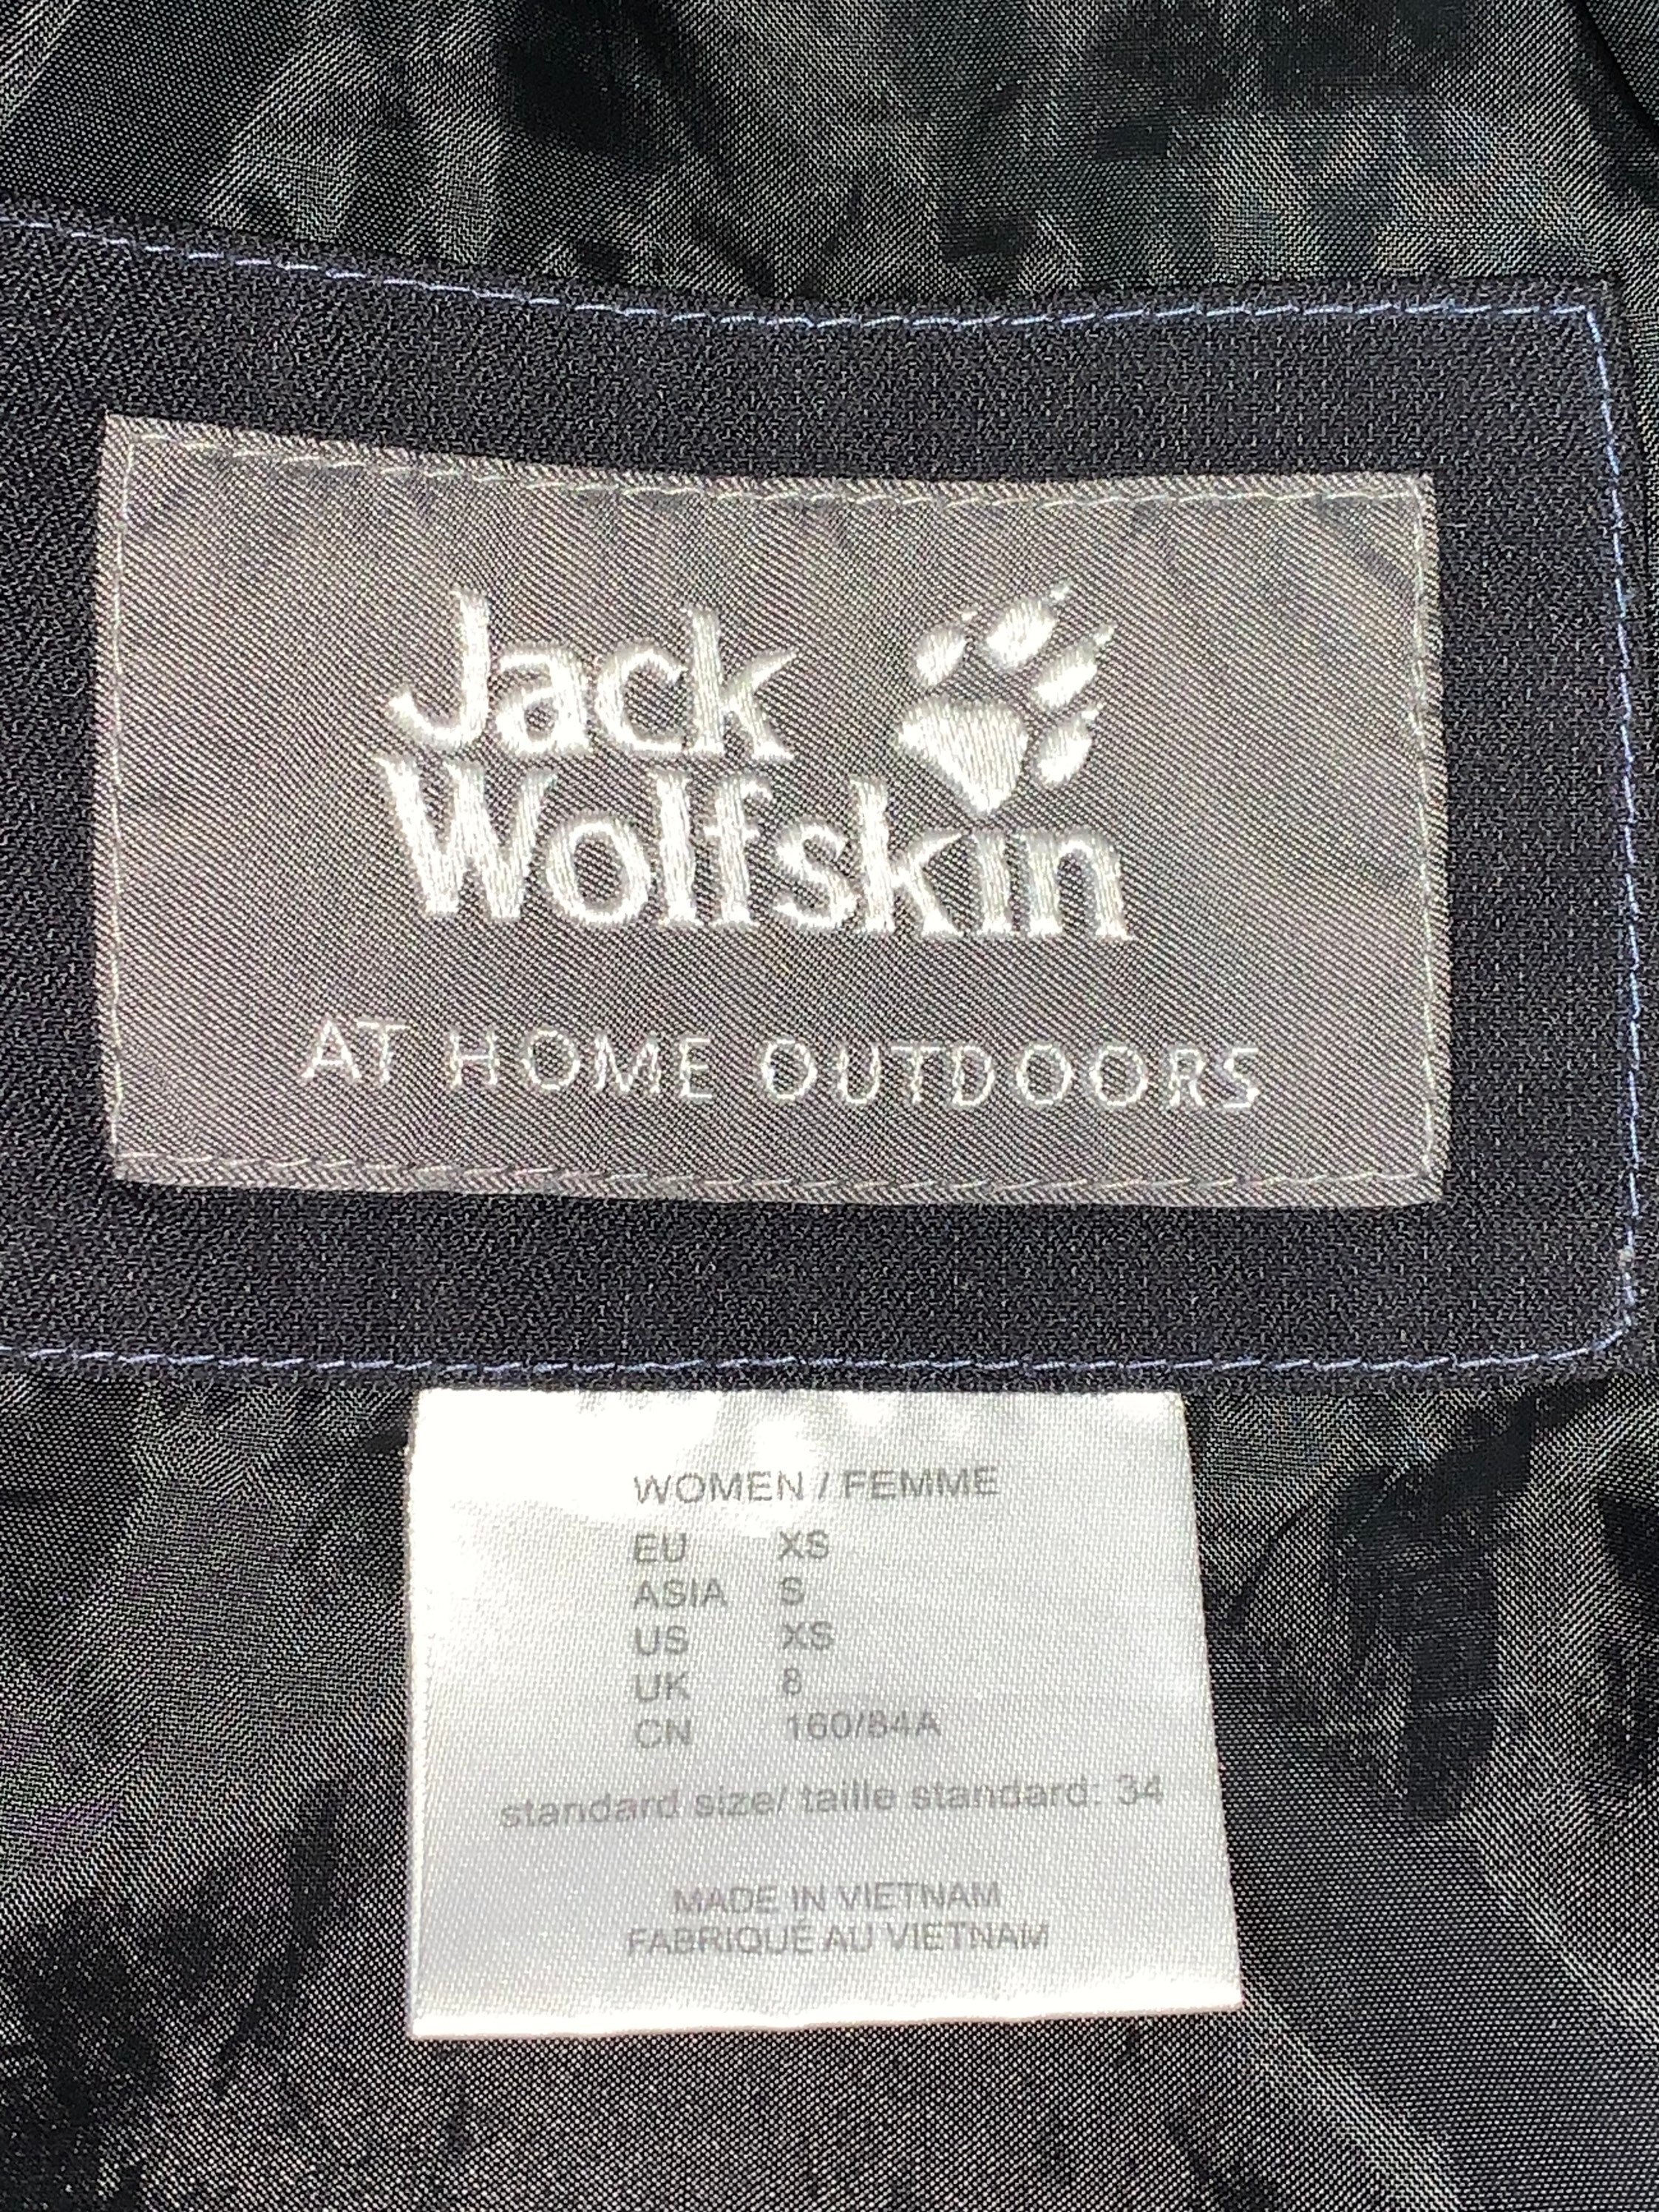 Jack
Wolfskin
AT HOME OUTDOORS
WOMEN / FEMME
EU XS
ASIA S
US XS
UK 8
CN 160/84A
standard size/ taille standard: 34
MADE IN VIETNAM
FABRIQUÉ AU VIETNAM